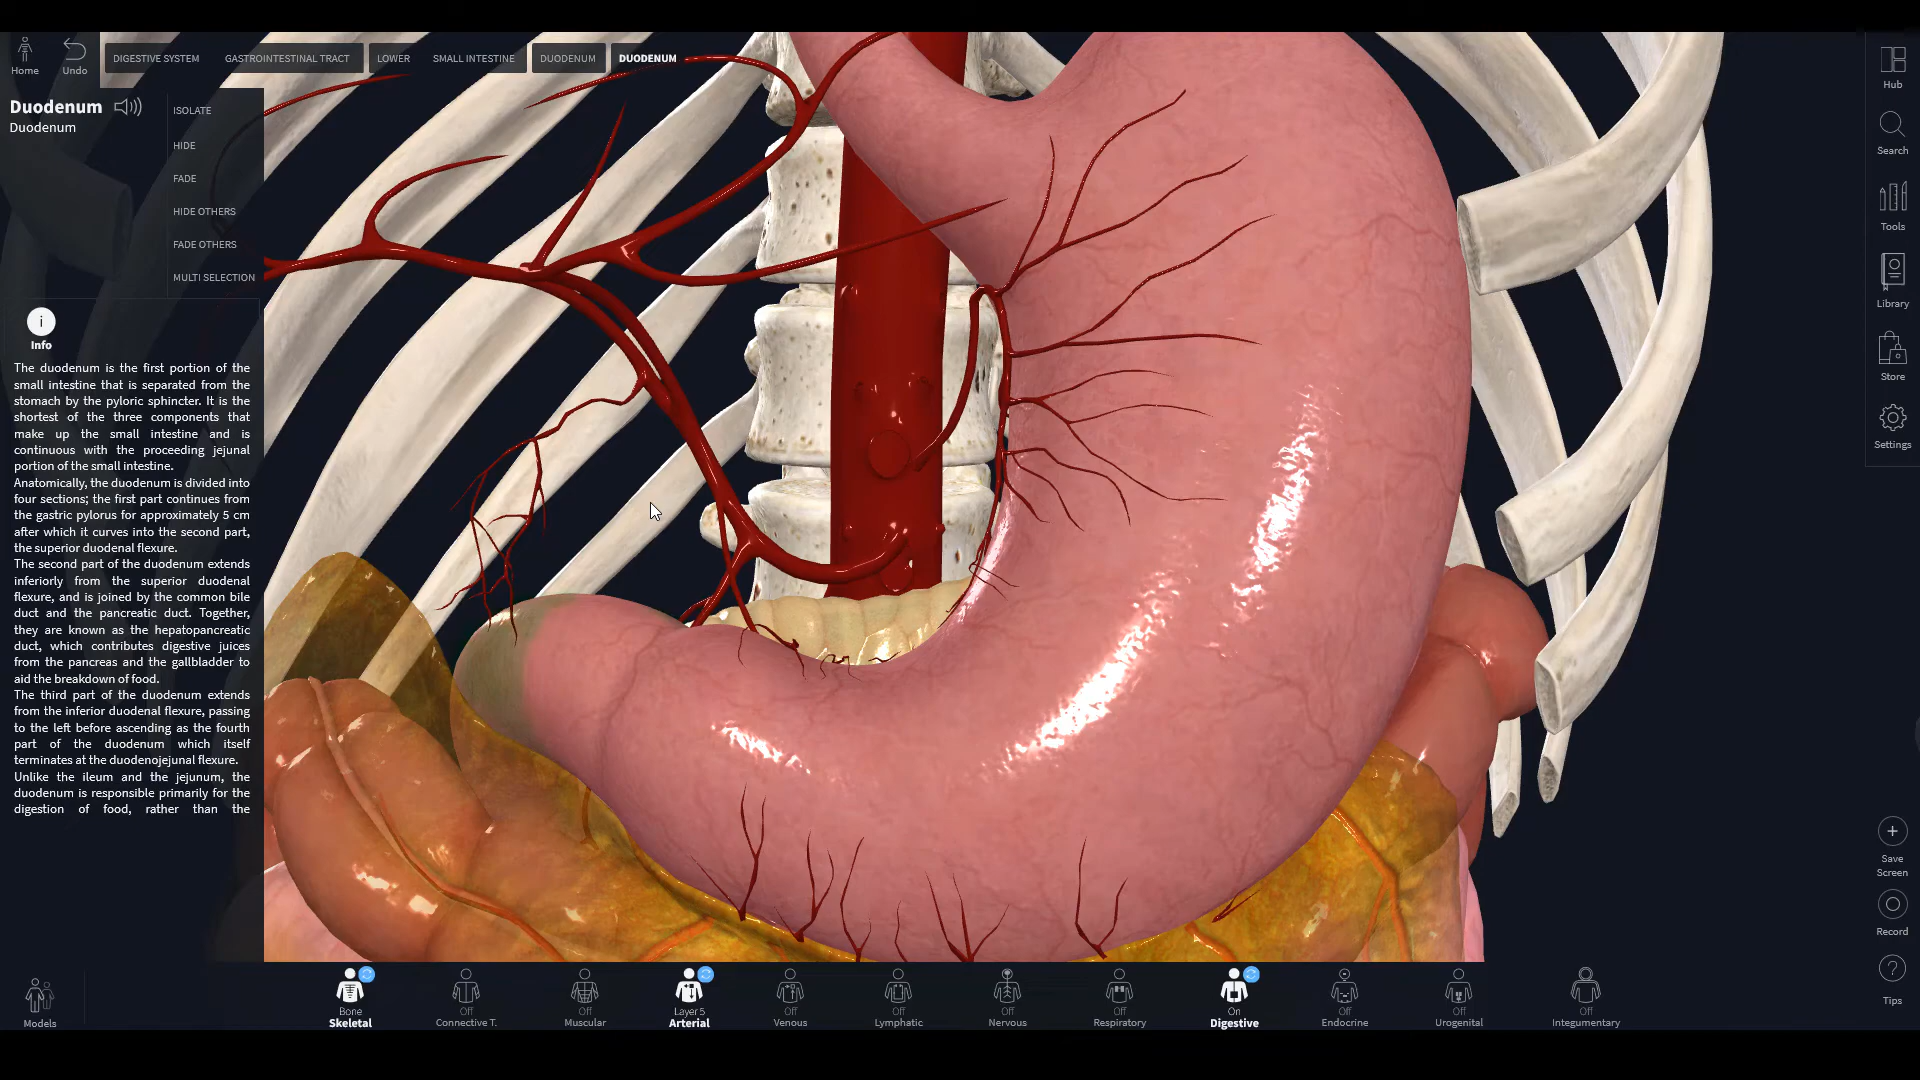 Home
Undo
DIGESTIVE SYSTEM
GASTROINTESTINAL TRACT
LOWER
SMALL INTESTINE
DUODENUM
DUODENUM
Duodenum
Duodenum
ISOLATE
HIDE
FADE
HIDE OTHERS
FADE OTHERS
MULTI SELECTION
i
Info
The duodenum is the first portion of the
small intestine that is separated from the
stomach by the pyloric sphincter. It is the
shortest of the three components that
make up the small intestine and is
continuous with the proceeding jejunal
portion of the small intestine.
Anatomically, the duodenum is divided into
four sections; the first part continues from
the gastric pylorus for approximately 5 cm
after which it curves into the second part,
the superior duodenal flexure.
The second part of the duodenum extends
inferiorly from the superior duodenal
flexure, and is joined by the common bile
duct and the pancreatic duct. Together,
they are known as the hepatopancreatic
duct, which contributes digestive juices
from the pancreas and the gallbladder to
aid the breakdown of food.
The third part of the duodenum extends
from the inferior duodenal flexure, passing
to the left before ascending as the fourth
part of the duodenum which itself
terminates at the duodenojejunal flexure.
Unlike the ileum and the jejunum, the
duodenum is responsible primarily for the
digestion of food, rather than the
Hub
Search
Tools
Library
Store
Settings
Save
Screen
Record
?
Tips
Models
Bone
Skeletal
Off
Connective T.
Off
Muscular
Layer 5
Arterial
Off
Venous
Off
Lymphatic
Off
Nervous
Off
Respiratory
On
Digestive
Off
Endocrine
Off
Urogenital
Off
Integumentary